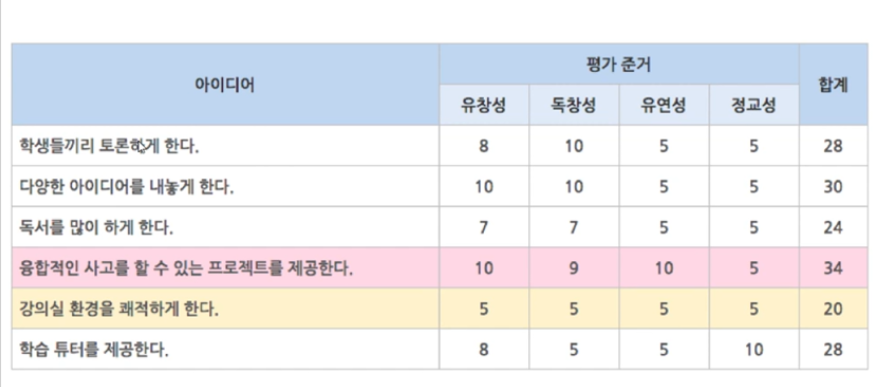 아이디어 평가 준거 합계
유창성 독창성 유연성 정교성
학생들끼리 토론하게 한다. 8 10 5 5 28
다양한 아이디어를 내놓게 한다. 10 10 5 5 30
독서를 많이 하게 한다. 7 7 5 5 24
융합적인 사고를 할 수 있는 프로젝트를 제공한다. 10 9 10 5 34
강의실 환경을 쾌적하게 한다. 5 5 5 5 20
학습 튜터를 제공한다. 8 5 5 10 28